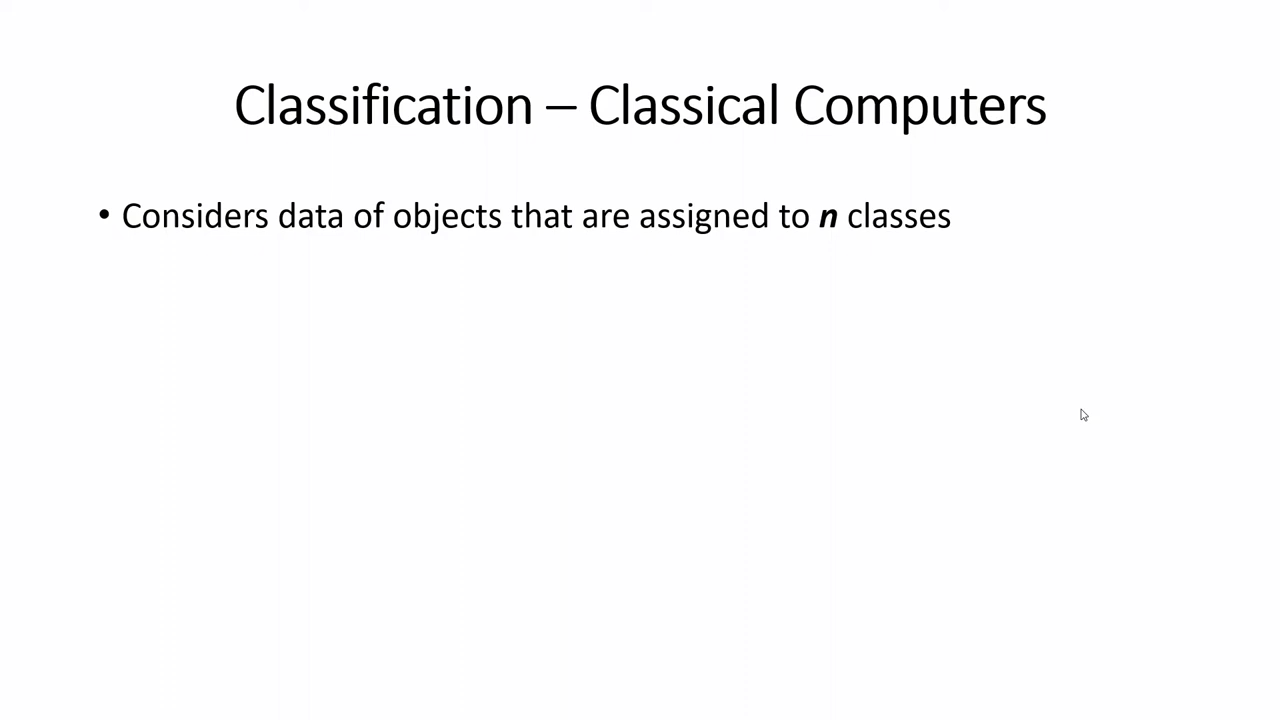 Classification – Classical Computers
• Considers data of objects that are assigned to n classes